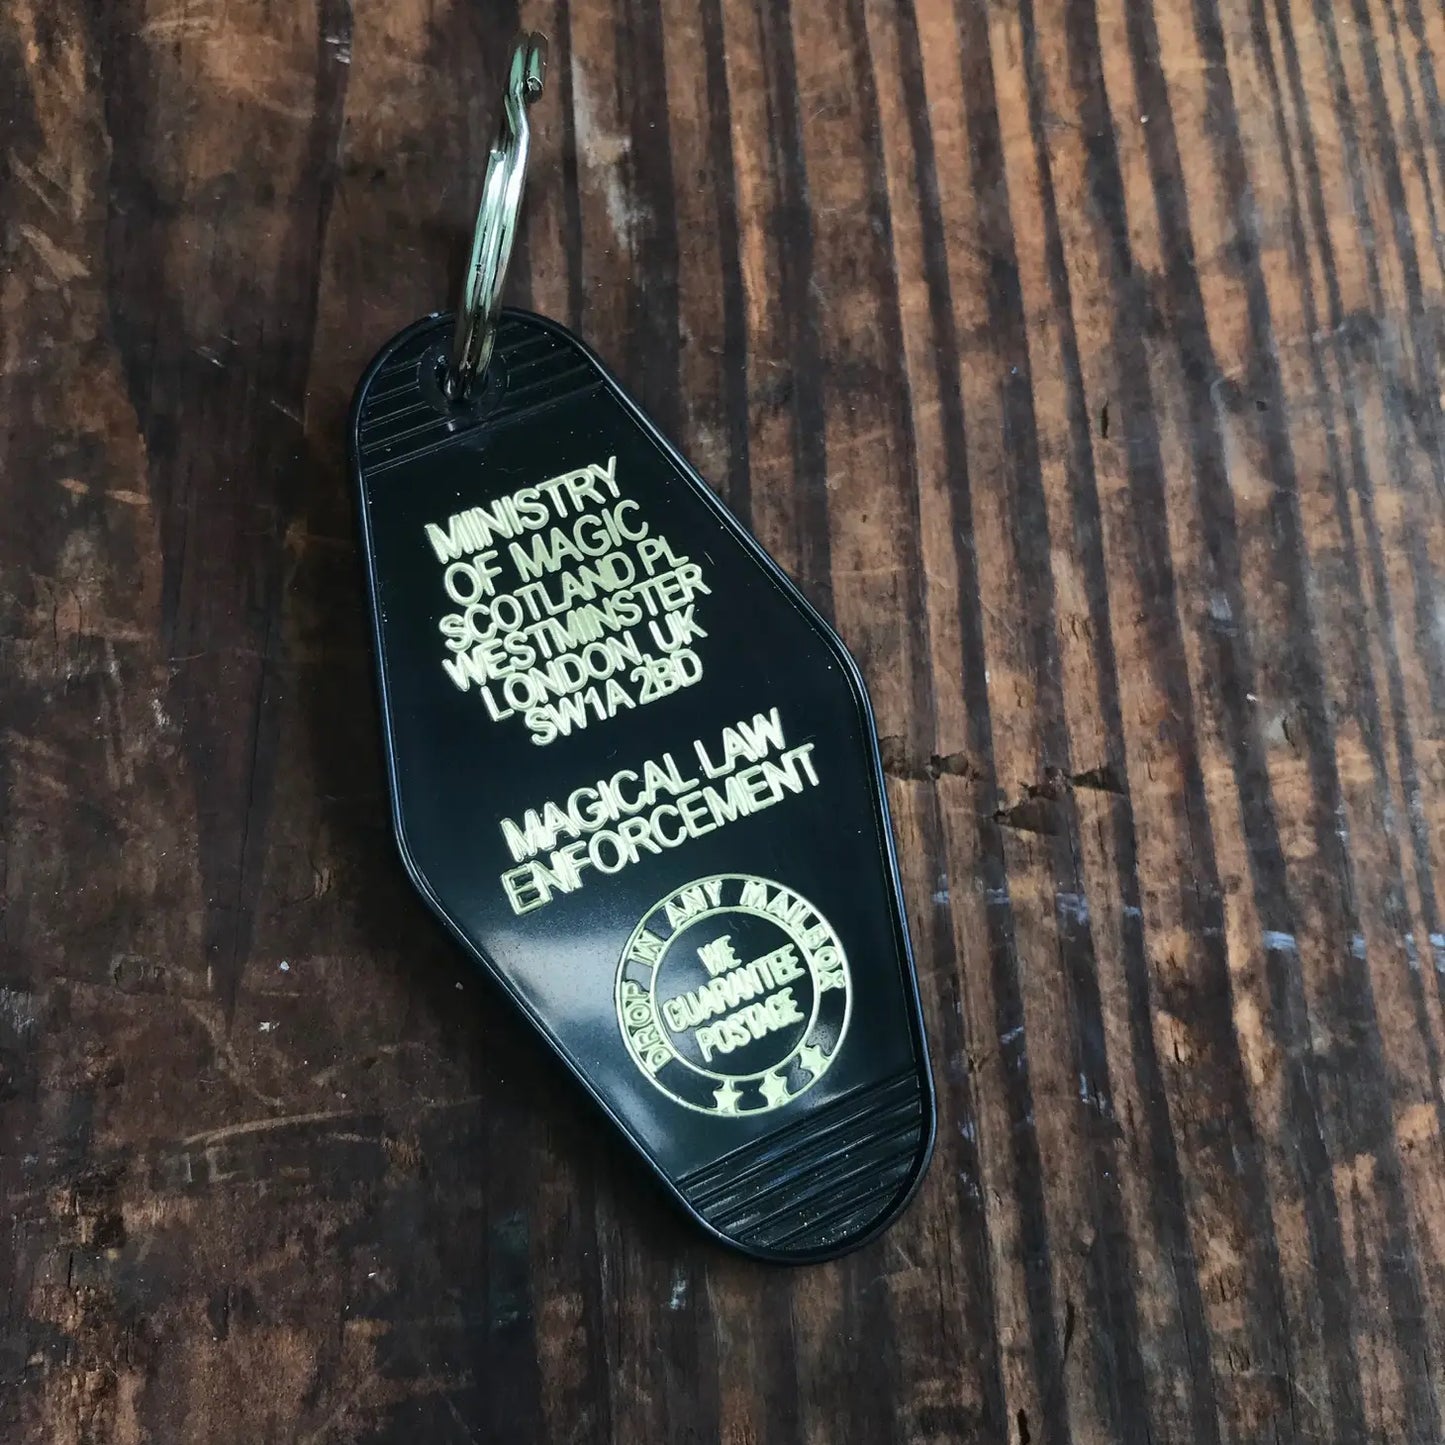 MINISTRY
OF MAGIC
SCOTLAND PL
WESTMINSTER
LONDON, UK
SW1A 2BD
MAGICAL LAW
ENFORCEMENT
DROP IN ANY MAILBOX
WE
GUARANTEE
POSTAGE